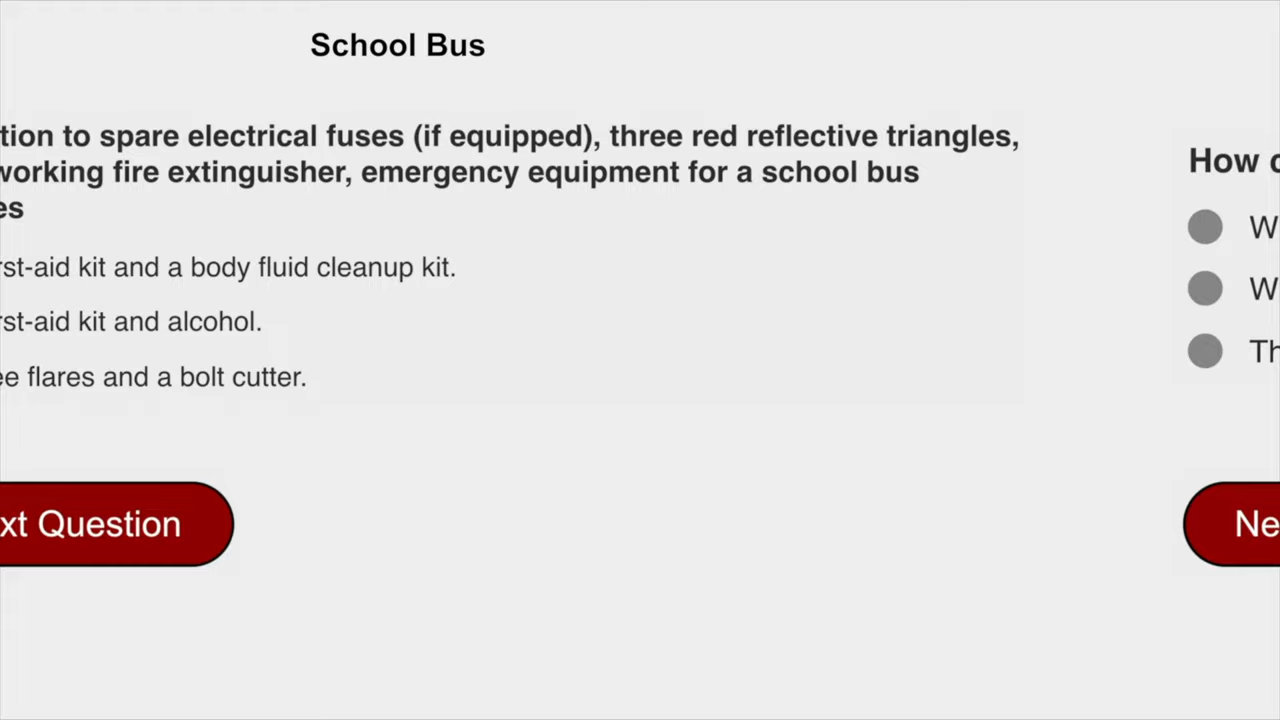 School Bus
tion to spare electrical fuses (if equipped), three red reflective triangles,
working fire extinguisher, emergency equipment for a school bus
es
rst-aid kit and a body fluid cleanup kit.
rst-aid kit and alcohol.
ee flares and a bolt cutter.
xt Question
How
W
W
Th
Ne